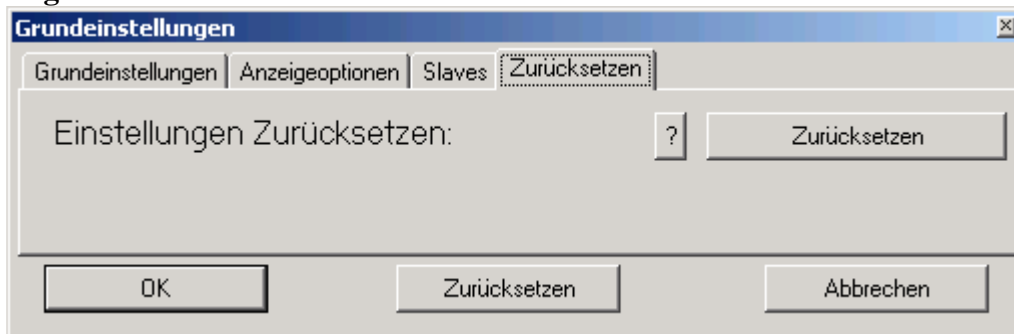 Grundeinstellungen
Grundeinstellungen Anzeigeoptionen Slaves Zurücksetzen
Einstellungen Zurücksetzen: ? Zurücksetzen
OK Zurücksetzen Abbrechen